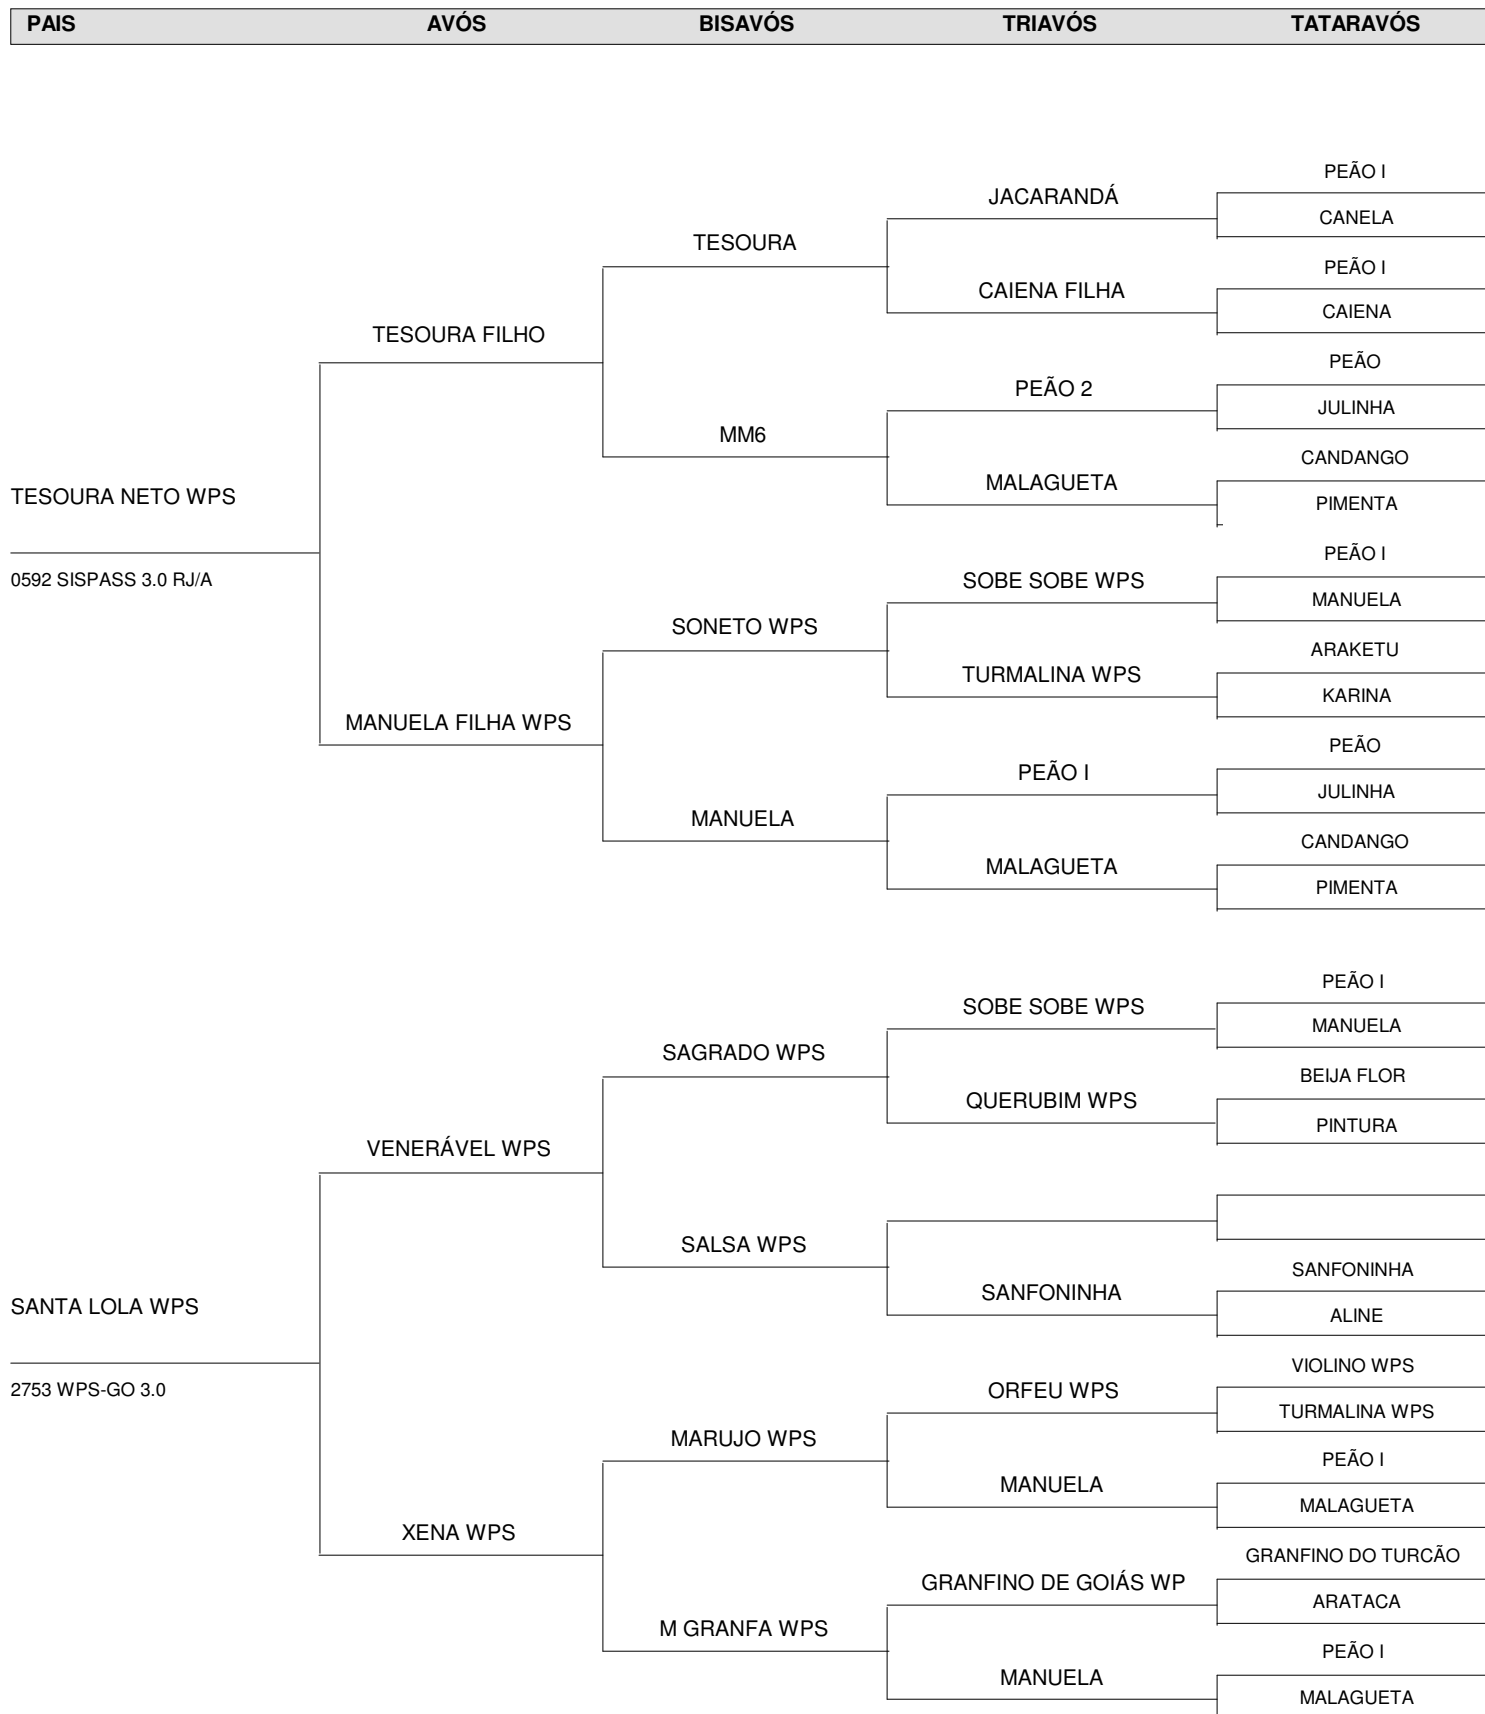 PAIS AVÓS BISAVÓS TRIAVÓS TATARAVÓS
PEÃO I
JACARANDÁ
CANELA
TESOURA
PEÃO I
CAIENA FILHA
CAIENA
TESOURA FILHO
PEÃO
PEÃO 2
JULINHA
MM6
CANDANGO
MALAGUETA
TESOURA NETO WPS
PIMENTA
PEÃO I
0592 SISPASS 3.0 RJ/A
SOBE SOBE WPS
MANUELA
SONETO WPS
ARAKETU
TURMALINA WPS
KARINA
MANUELA FILHA WPS
PEÃO
PEÃO I
JULINHA
MANUELA
CANDANGO
MALAGUETA
PIMENTA
PEÃO I
SOBE SOBE WPS
MANUELA
SAGRADO WPS
BEIJA FLOR
QUERUBIM WPS
PINTURA
VENERÁVEL WPS
SALSA WPS
SANFONINHA
SANFONINHA
SANTA LOLA WPS
ALINE
VIOLINO WPS
2753 WPS-GO 3.0
ORFEU WPS
TURMALINA WPS
MARUJO WPS
PEÃO I
MANUELA
MALAGUETA
XENA WPS
GRANFINO DO TURCÃO
GRANFINO DE GOIÁS WP
ARATACA
M GRANFA WPS
PEÃO I
MANUELA
MALAGUETA